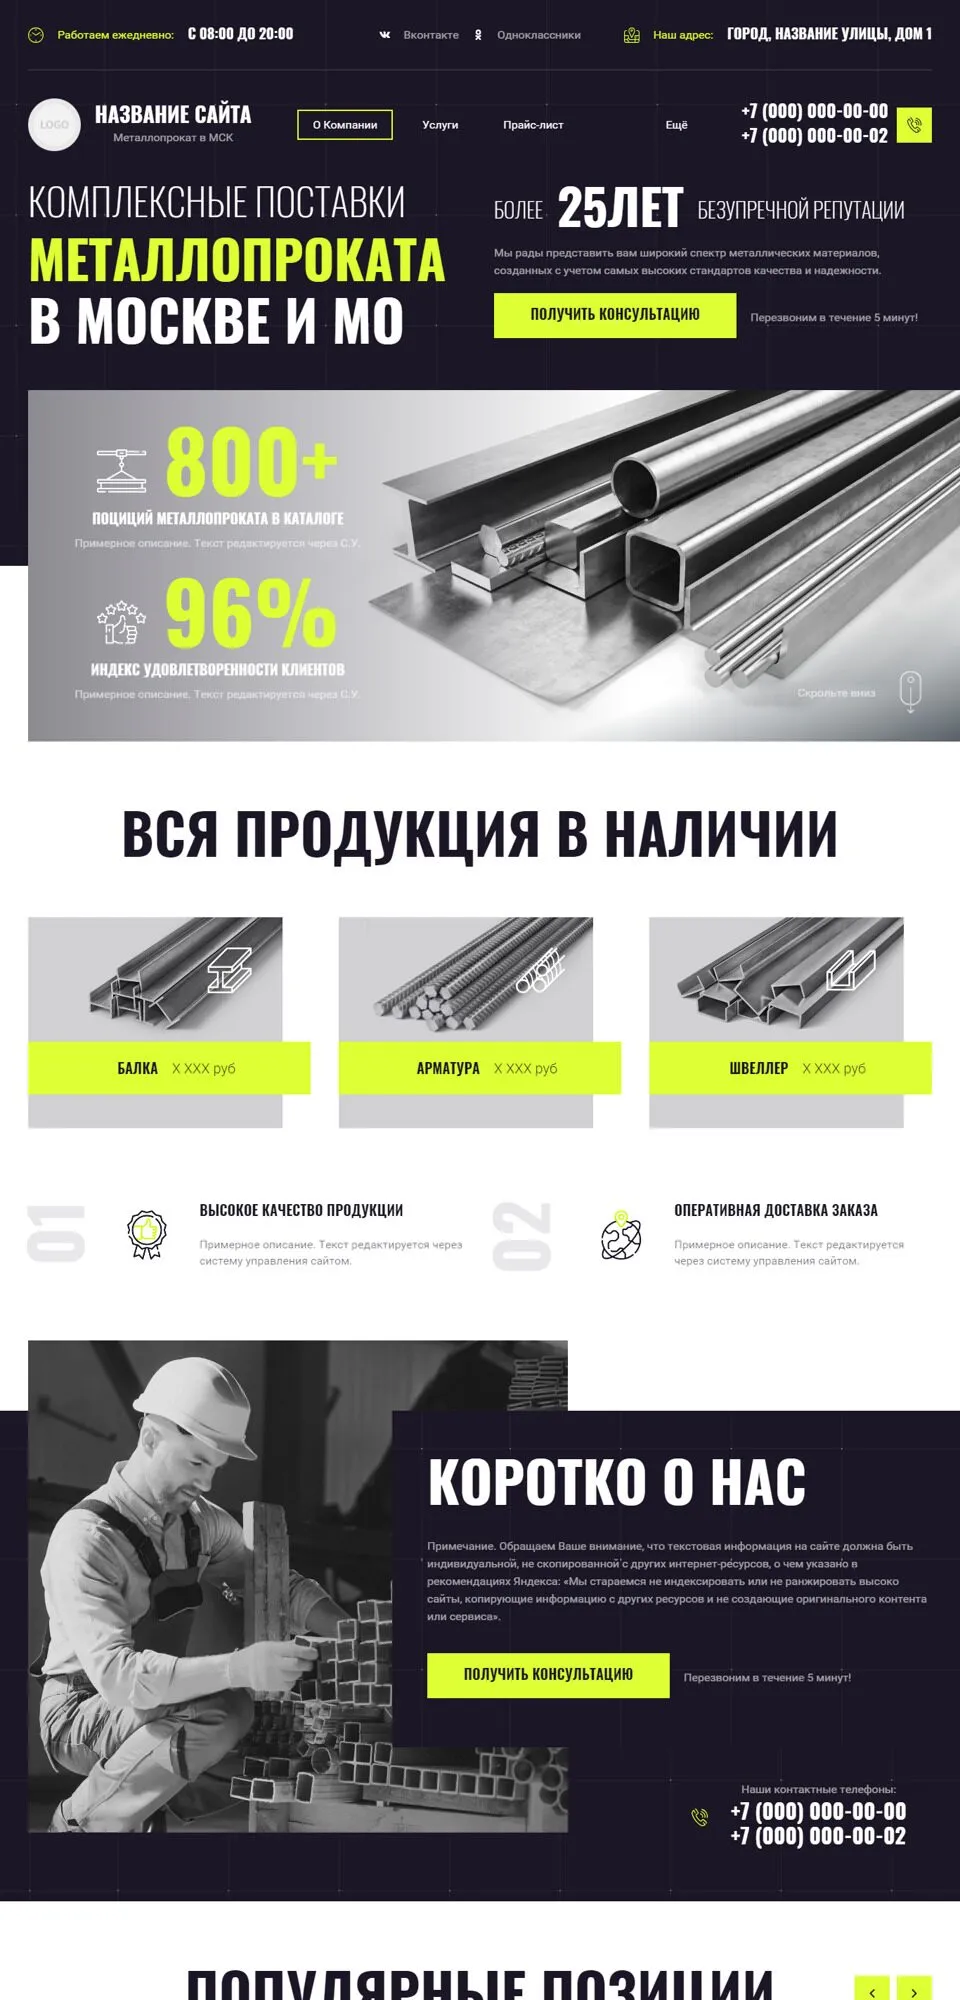 Работаем ежедневно: С 08:00 ДО 20:00
Вконтакте
Одноклассники
Наш адрес: ГОРОД, НАЗВАНИЕ УЛИЦЫ, ДОМ 1
LOGO
НАЗВАНИЕ САЙТА
Металлопрокат в МСК
О Компании
Услуги
Прайс-лист
Ещё
+7 (000) 000-00-00
+7 (000) 000-00-02
КОМПЛЕКСНЫЕ ПОСТАВКИ
МЕТАЛЛОПРОКАТА
В МОСКВЕ И МО
БОЛЕЕ 25ЛЕТ БЕЗУПРЕЧНОЙ РЕПУТАЦИИ
Мы рады представить вам широкий спектр металлических материалов,
созданных с учетом самых высоких стандартов качества и надежности.
ПОЛУЧИТЬ КОНСУЛЬТАЦИЮ
Перезвоним в течение 5 минут!
800+
ПОЦИЦИЙ МЕТАЛЛОПРОКАТА В КАТАЛОГЕ
Примерное описание. Текст редактируется через С.У.
96%
ИНДЕКС УДОВЛЕТВОРЕННОСТИ КЛИЕНТОВ
Примерное описание. Текст редактируется через С.У.
Скрольте вниз
ВСЯ ПРОДУКЦИЯ В НАЛИЧИИ
БАЛКА X XXX руб
АРМАТУРА X XXX руб
ШВЕЛЛЕР X XXX руб
01
ВЫСОКОЕ КАЧЕСТВО ПРОДУКЦИИ
Примерное описание. Текст редактируется через
систему управления сайтом.
02
ОПЕРАТИВНАЯ ДОСТАВКА ЗАКАЗА
Примерное описание. Текст редактируется
через систему управления сайтом.
КОРОТКО О НАС
Примечание. Обращаем Ваше внимание, что текстовая информация на сайте должна быть
индивидуальной, не скопированной с других интернет-ресурсов, о чем указано в
рекомендациях Яндекса: «Мы стараемся не индексировать или не ранжировать высоко
сайты, копирующие информацию с других ресурсов и не создающие оригинального контента
или сервиса».
ПОЛУЧИТЬ КОНСУЛЬТАЦИЮ
Перезвоним в течение 5 минут!
Наши контактные телефоны:
+7 (000) 000-00-00
+7 (000) 000-00-02
ПОПУЛЯРНЫЕ ПОЗИЦИИ